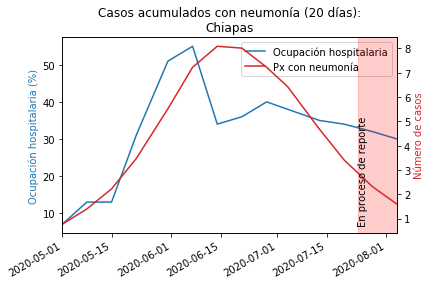 Casos acumulados con neumonía (20 días):
Chiapas
Ocupación hospitalaria
Px con neumonía
Ocupación hospitalaria (%)
50
40
30
20
10
8
7
6
5
4
3
2
1
Número de casos
En proceso de reporte
2020-05-01
2020-05-15
2020-06-01
2020-06-15
2020-07-01
2020-07-15
2020-08-01